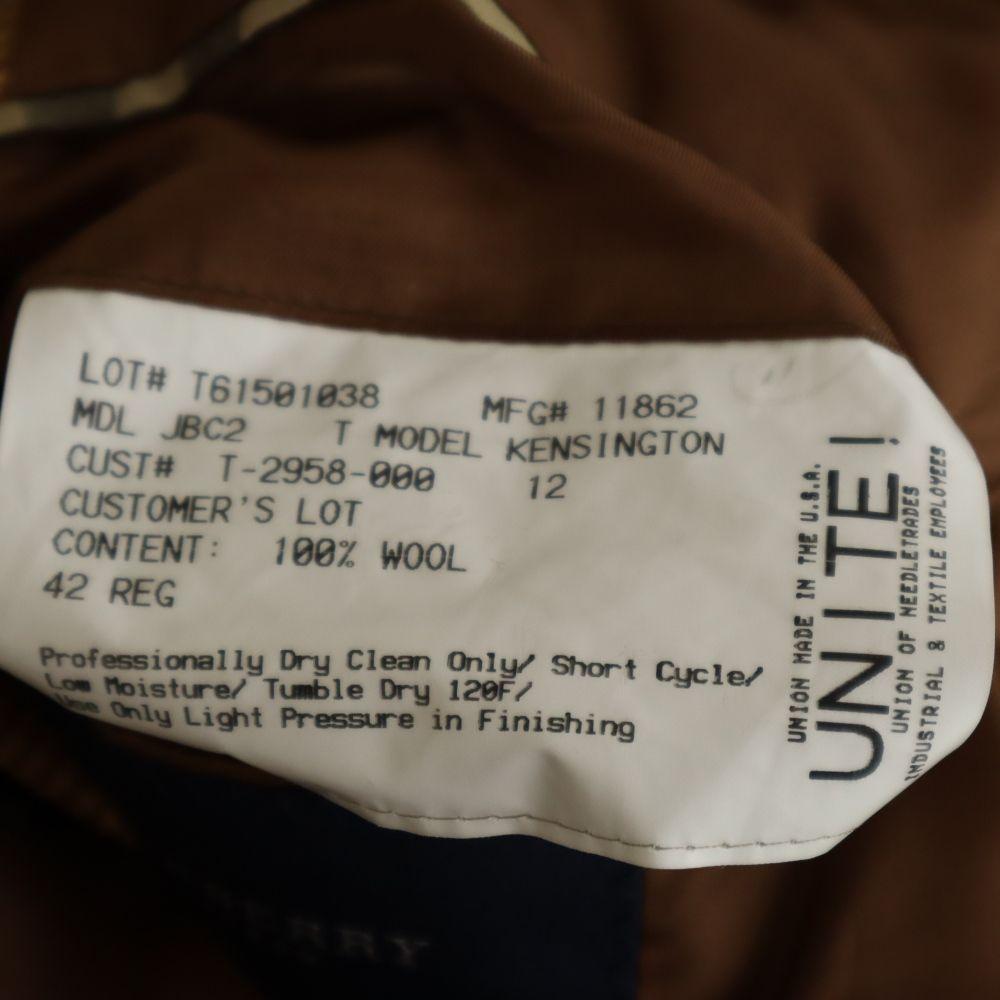 LOT# T61501038 MFG# 11862
MDL JBC2 T MODEL KENSINGTON
CUST# T-2958-000 12
CUSTOMER'S LOT
CONTENT: 100% WOOL
42 REG
Professionally Dry Clean Only/ Short Cycle/
Low Moisture/ Tumble Dry 120F/
Use Only Light Pressure in Finishing
UNION MADE IN THE U.S.A.
UNITE!
UNION OF NEEDLETRADES
INDUSTRIAL & TEXTILE EMPLOYEES